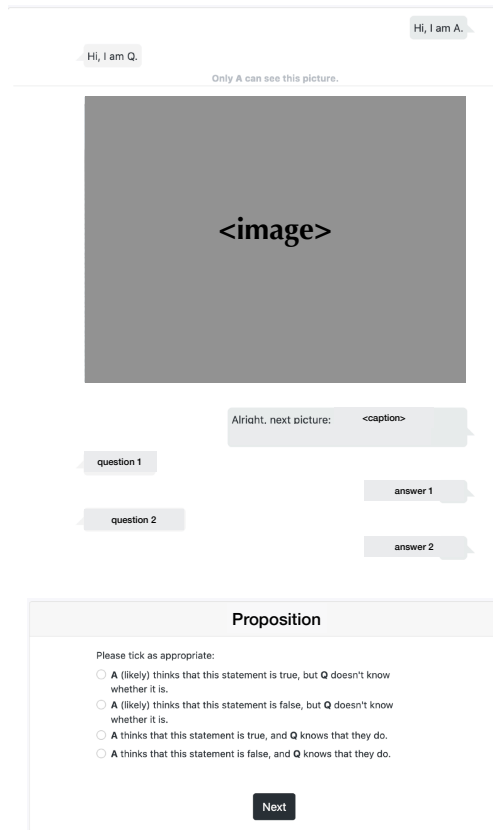 Hi, I am A.
Hi, I am Q.
Only A can see this picture.
<image>
Alright, next picture: <caption>
question 1
answer 1
question 2
answer 2
Proposition
Please tick as appropriate:
A (likely) thinks that this statement is true, but Q doesn't know
whether it is.
A (likely) thinks that this statement is false, but Q doesn't know
whether it is.
A thinks that this statement is true, and Q knows that they do.
A thinks that this statement is false, and Q knows that they do.
Next